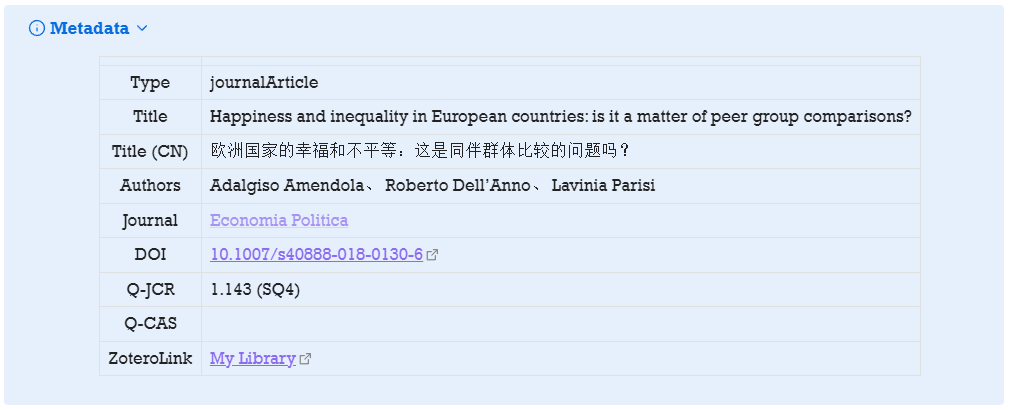 Metadata
Type journalArticle
Title Happiness and inequality in European countries: is it a matter of peer group comparisons?
Title (CN) 欧洲国家的幸福和不平等：这是同伴群体比较的问题吗？
Authors Adalgiso Amendola、 Roberto Dell’Anno、 Lavinia Parisi
Journal Economia Politica
DOI 10.1007/s40888-018-0130-6
Q-JCR 1.143 (SQ4)
Q-CAS
ZoteroLink My Library